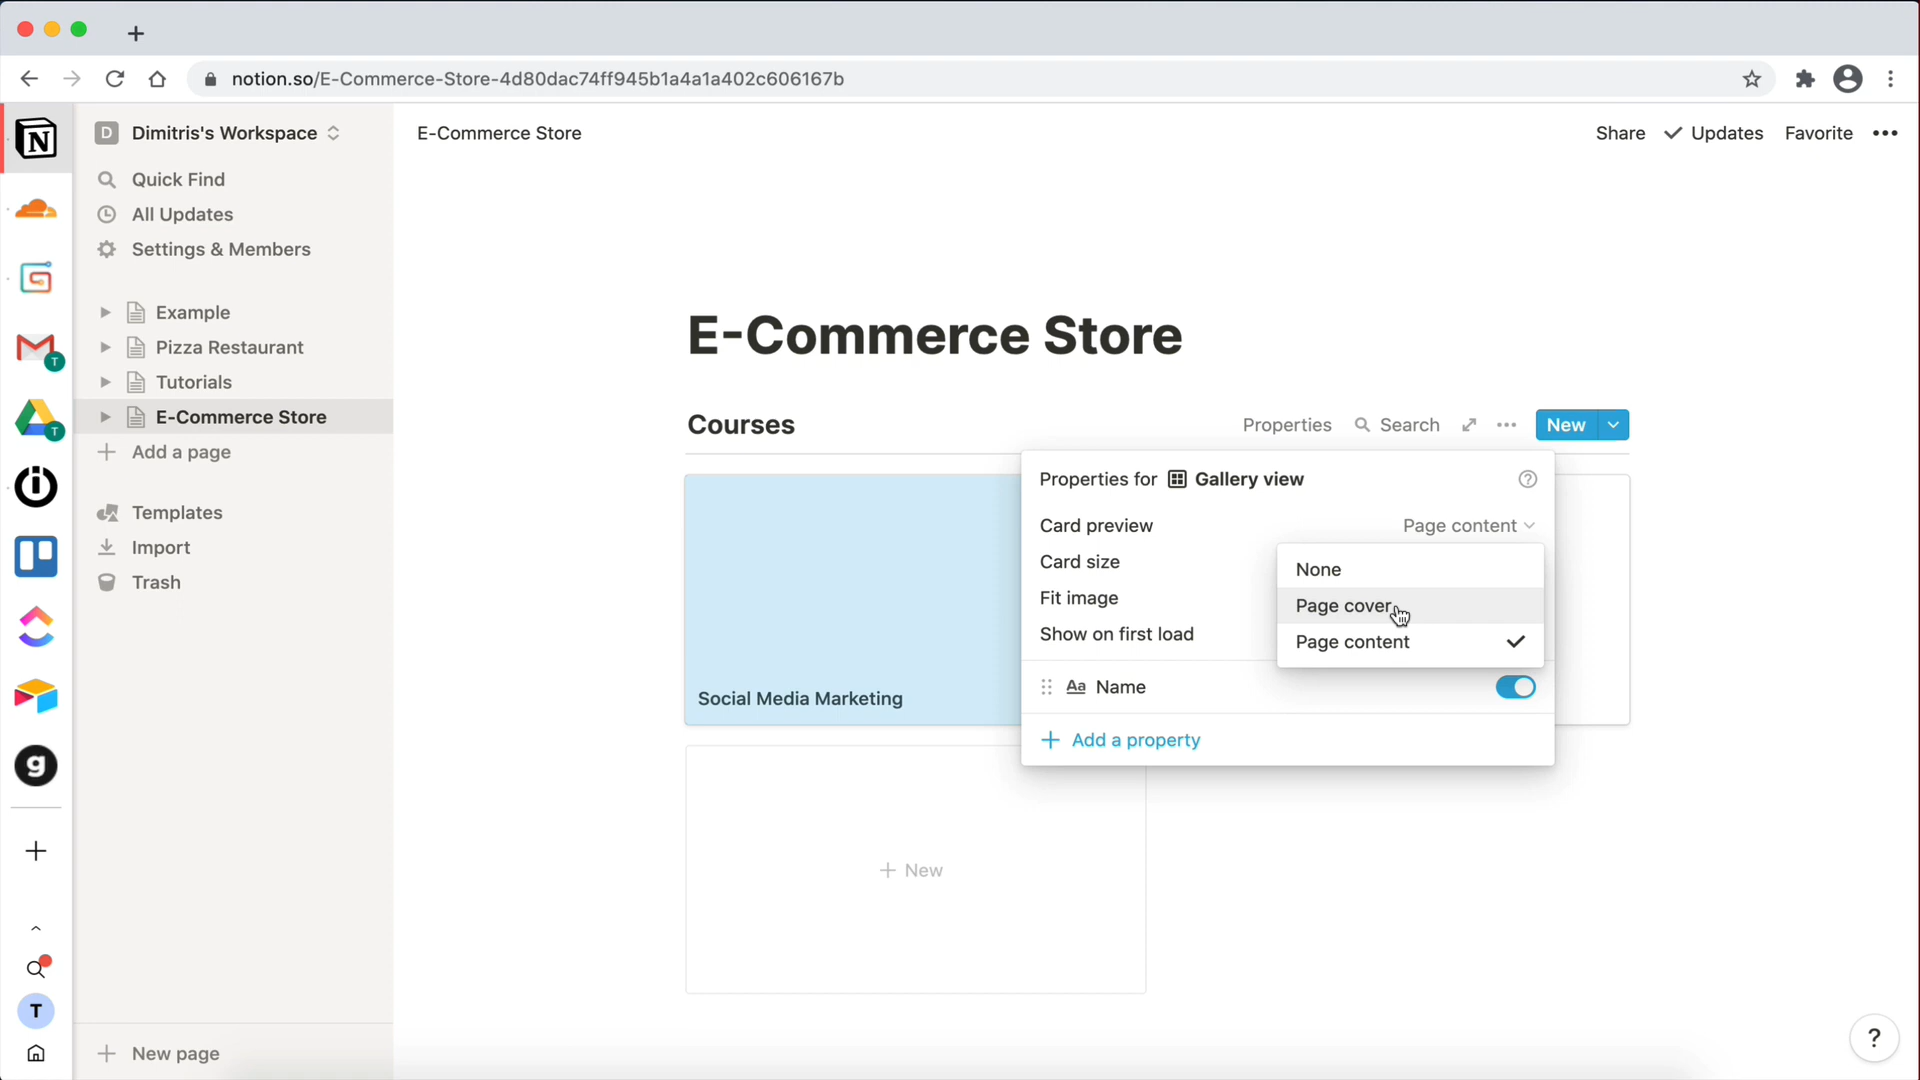 notion.so/E-Commerce-Store-4d80dac74ff945b1a4a1a402c606167b
D Dimitris's Workspace
E-Commerce Store
Share
Updates
Favorite
Quick Find
All Updates
Settings & Members
Example
Pizza Restaurant
Tutorials
E-Commerce Store
Add a page
Templates
Import
Trash
New page
T
T
T
g
N
E-Commerce Store
Courses
Properties
Search
New
Properties for Gallery view
?
Card preview
Page content
Card size
Fit image
Show on first load
None
Page cover
Page content
Aa Name
Add a property
Social Media Marketing
New
?